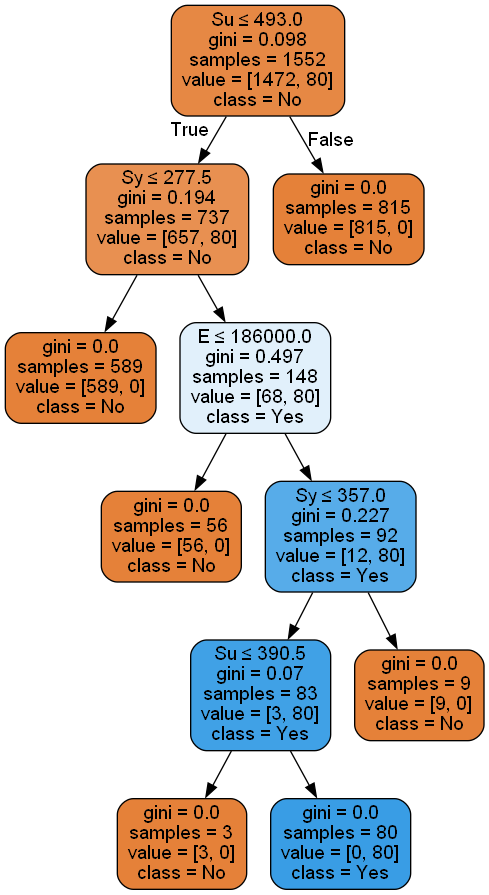 Su ≤ 493.0
gini = 0.098
samples = 1552
value = [1472, 80]
class = No
True
False
Sy ≤ 277.5
gini = 0.194
samples = 737
value = [657, 80]
class = No
gini = 0.0
samples = 815
value = [815, 0]
class = No
gini = 0.0
samples = 589
value = [589, 0]
class = No
E ≤ 186000.0
gini = 0.497
samples = 148
value = [68, 80]
class = Yes
gini = 0.0
samples = 56
value = [56, 0]
class = No
Sy ≤ 357.0
gini = 0.227
samples = 92
value = [12, 80]
class = Yes
Su ≤ 390.5
gini = 0.07
samples = 83
value = [3, 80]
class = Yes
gini = 0.0
samples = 9
value = [9, 0]
class = No
gini = 0.0
samples = 3
value = [3, 0]
class = No
gini = 0.0
samples = 80
value = [0, 80]
class = Yes